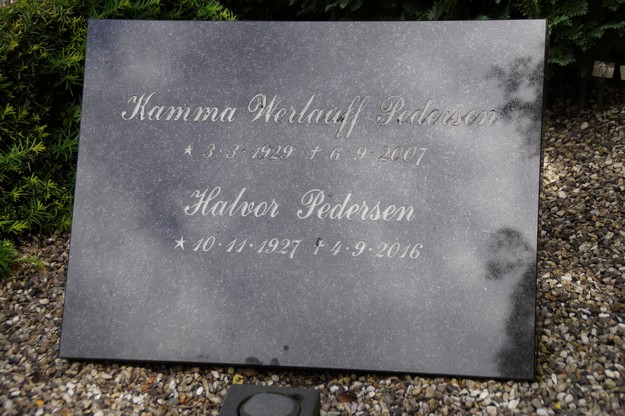 Kamma Werlauff Pedersen
★ 3·3·1929 † 6·9·2007
Halvor Pedersen
★ 10·11·1927 † 4·9·2016